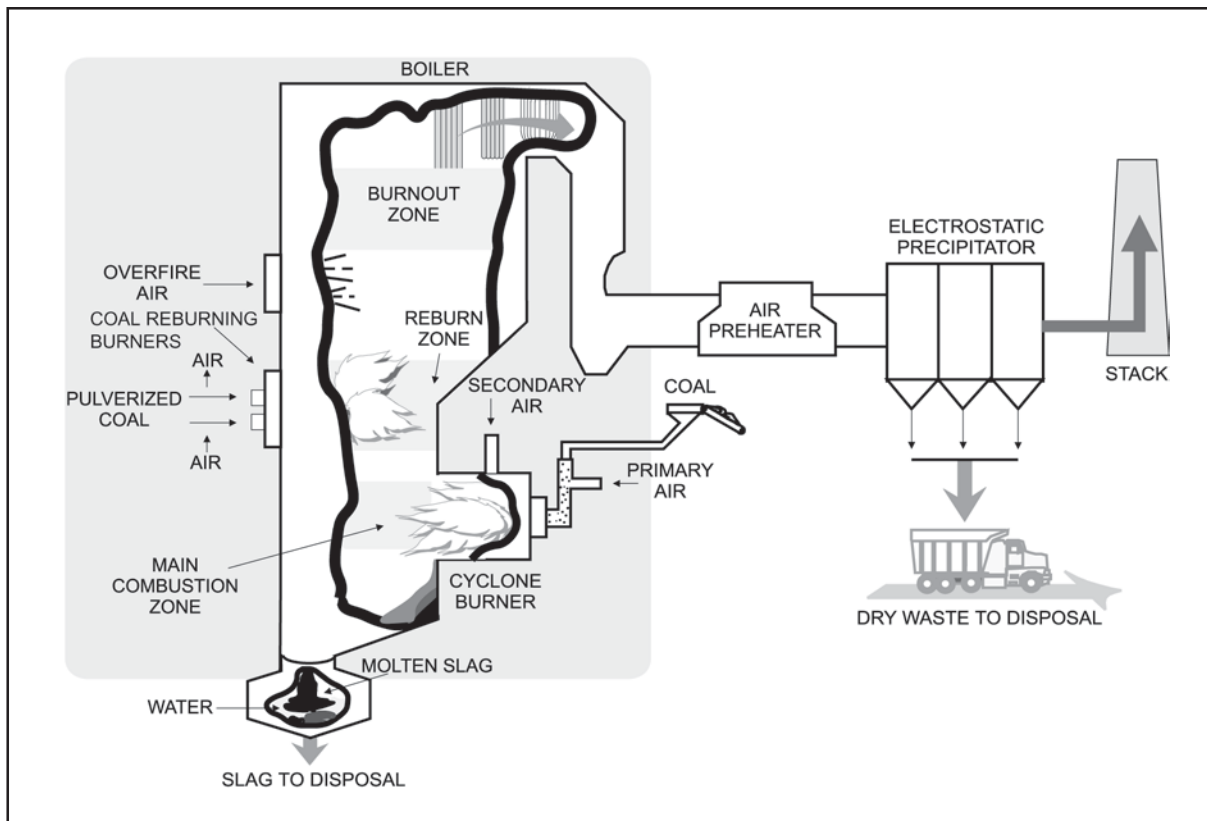 BOILER
BURNOUT
ZONE
OVERFIRE
AIR
COAL REBURNING
BURNERS
AIR
PULVERIZED
COAL
AIR
REBURN
ZONE
SECONDARY
AIR
COAL
PRIMARY
AIR
MAIN
COMBUSTION
ZONE
CYCLONE
BURNER
MOLTEN SLAG
WATER
SLAG TO DISPOSAL
AIR
PREHEATER
ELECTROSTATIC
PRECIPITATOR
STACK
DRY WASTE TO DISPOSAL